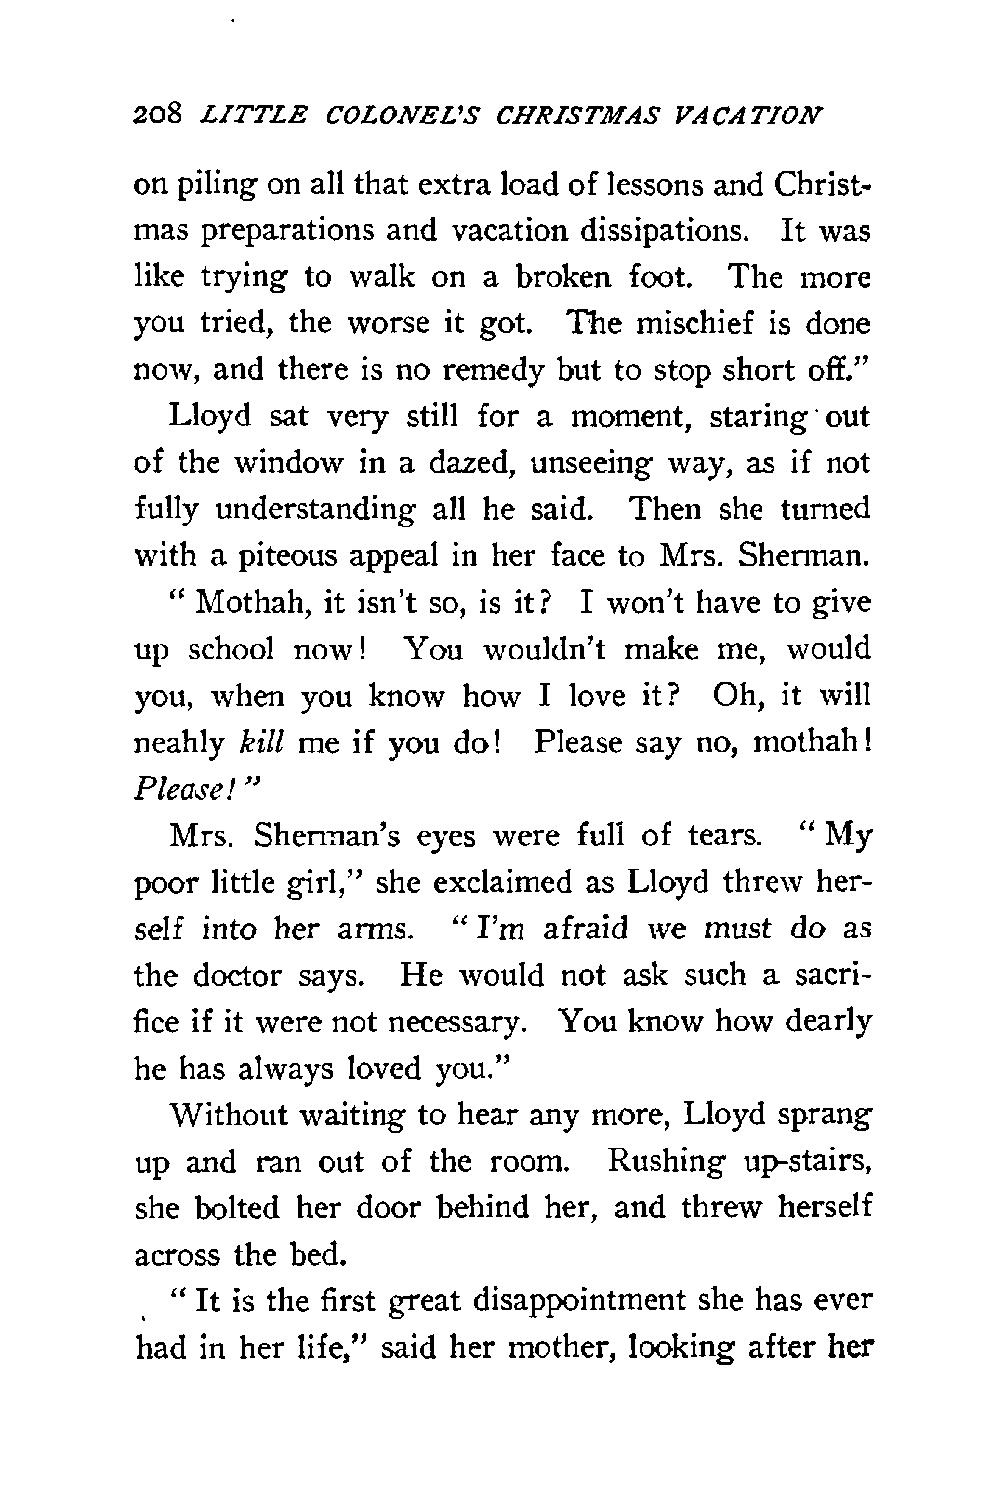 208 LITTLE COLONEL'S CHRISTMAS VACATION
on piling on all that extra load of lessons and Christ-
mas preparations and vacation dissipations. It was
like trying to walk on a broken foot. The more
you tried, the worse it got. The mischief is done
now, and there is no remedy but to stop short off."
Lloyd sat very still for a moment, staring out
of the window in a dazed, unseeing way, as if not
fully understanding all he said. Then she turned
with a piteous appeal in her face to Mrs. Sherman.
" Mothah, it isn't so, is it? I won't have to give
up school now! You wouldn't make me, would
you, when you know how I love it? Oh, it will
neahly kill me if you do! Please say no, mothah!
Please! "
Mrs. Sherman's eyes were full of tears. " My
poor little girl," she exclaimed as Lloyd threw her-
self into her arms. " I'm afraid we must do as
the doctor says. He would not ask such a sacri-
fice if it were not necessary. You know how dearly
he has always loved you."
Without waiting to hear any more, Lloyd sprang
up and ran out of the room. Rushing up-stairs,
she bolted her door behind her, and threw herself
across the bed.
" It is the first great disappointment she has ever
had in her life," said her mother, looking after her